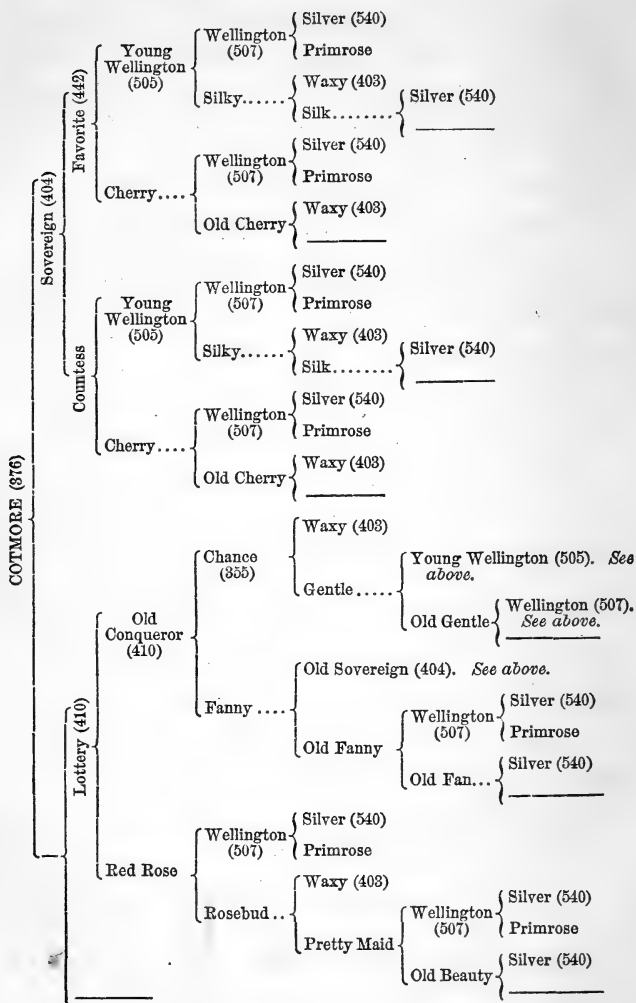 COTMORE (376)
Sovereign (404)
Favorite (442)
Young
Wellington
(505)
Wellington
(507)
Silver (540)
Primrose
Silky......
Waxy (403)
Silk........
Silver (540)
Cherry....
Wellington
(507)
Silver (540)
Primrose
Old Cherry
Waxy (403)
Countess
Young
Wellington
(505)
Wellington
(507)
Silver (540)
Primrose
Silky......
Waxy (403)
Silk........
Silver (540)
Cherry....
Wellington
(507)
Silver (540)
Primrose
Old Cherry
Waxy (403)
Lottery (410)
Old
Conqueror
(410)
Chance
(355)
Waxy (403)
Gentle.....
Young Wellington (505). See
above.
Old Gentle
Wellington (507).
See above.
Fanny ....
Old Sovereign (404). See above.
Old Fanny
Wellington
(507)
Silver (540)
Primrose
Old Fan...
Silver (540)
Red Rose
Wellington
(507)
Silver (540)
Primrose
Rosebud ..
Waxy (403)
Pretty Maid
Wellington
(507)
Silver (540)
Primrose
Old Beauty
Silver (540)